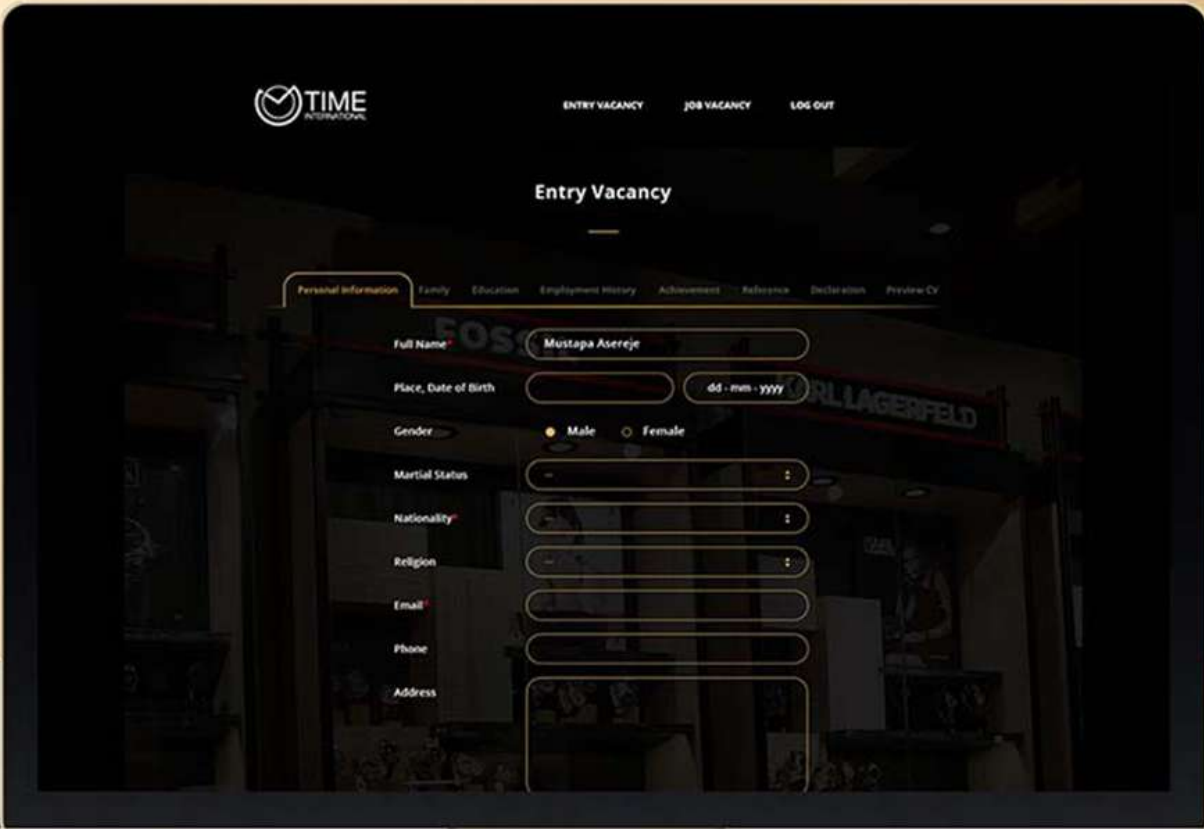 TIME
INTERNATIONAL
ENTRY VACANCY JOB VACANCY LOG OUT
Entry Vacancy
Personal Information Family Education Employment History Achievement Reference Declaration Preview CV
FOSSIL
Full Name* Mustapa Asereje
Place, Date of Birth dd - mm - yyyy
KARL LAGERFELD
Gender Male Female
Martial Status --
Nationality* --
Religion --
Email*
Phone
Address